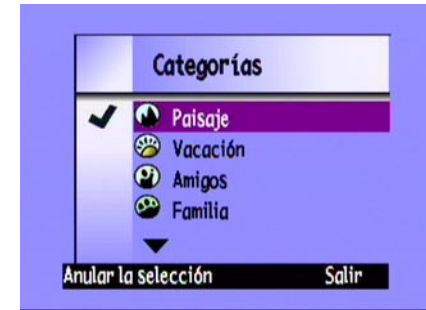 Categorías
Paisaje
Vacación
Amigos
Familia
Anular la selección Salir